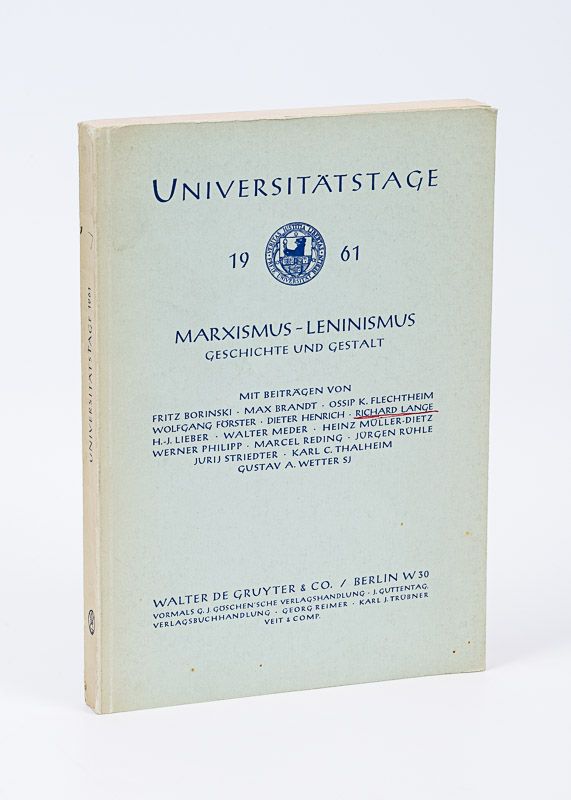 UNIVERSITÄTSTAGE
19 61
VERITAS JUSTITIA LIBERTAS
MARXISMUS-LENINISMUS
GESCHICHTE UND GESTALT
MIT BEITRÄGEN VON
FRITZ BORINSKI · MAX BRANDT · OSSIP K. FLECHTHEIM
WOLFGANG FÖRSTER · DIETER HENRICH · RICHARD LANGE
H.-J. LIEBER · WALTER MEDER · HEINZ MÜLLER-DIETZ
WERNER PHILIPP · MARCEL REDING · JÜRGEN RÜHLE
JURIJ STRIEDTER · KARL C. THALHEIM
GUSTAV A. WETTER SJ
WALTER DE GRUYTER & CO. / BERLIN W 30
VORMALS G. J. GÖSCHEN'SCHE VERLAGSHANDLUNG · J. GUTTENTAG,
VERLAGSBUCHHANDLUNG · GEORG REIMER · KARL J. TRÜBNER
VEIT & COMP.
UNIVERSITÄTSTAGE 1961